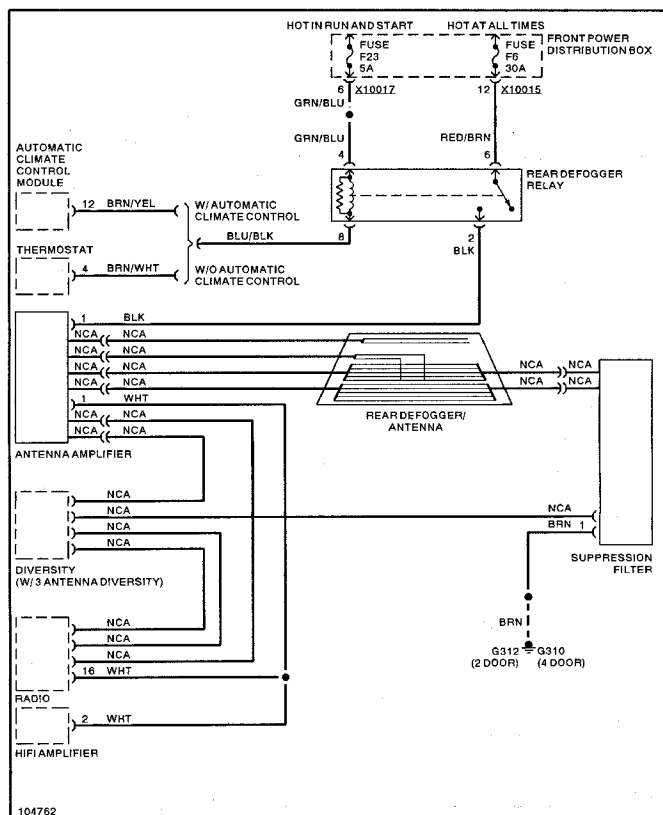 HOT IN RUN AND START
HOT AT ALL TIMES
FUSE
F23
5A
FUSE
F6
30A
FRONT POWER
DISTRIBUTION BOX
6 X10017
12 X10015
GRN/BLU
GRN/BLU
RED/BRN
4
6
REAR DEFOGGER
RELAY
8
2
BLK
AUTOMATIC
CLIMATE
CONTROL
MODULE
12 BRN/YEL
W/ AUTOMATIC
CLIMATE CONTROL
BLU/BLK
THERMOSTAT
4 BRN/WHT
W/O AUTOMATIC
CLIMATE CONTROL
1 BLK
NCA NCA
NCA NCA
NCA NCA
NCA NCA
1 WHT
NCA NCA
NCA NCA
ANTENNA AMPLIFIER
REAR DEFOGGER/
ANTENNA
NCA NCA
NCA NCA
NCA
NCA
NCA
NCA
DIVERSITY
(W/ 3 ANTENNA DIVERSITY)
NCA
BRN 1
SUPPRESSION
FILTER
BRN
G312 G310
(2 DOOR) (4 DOOR)
NCA
NCA
NCA
16 WHT
RADIO
2 WHT
HIFI AMPLIFIER
104762